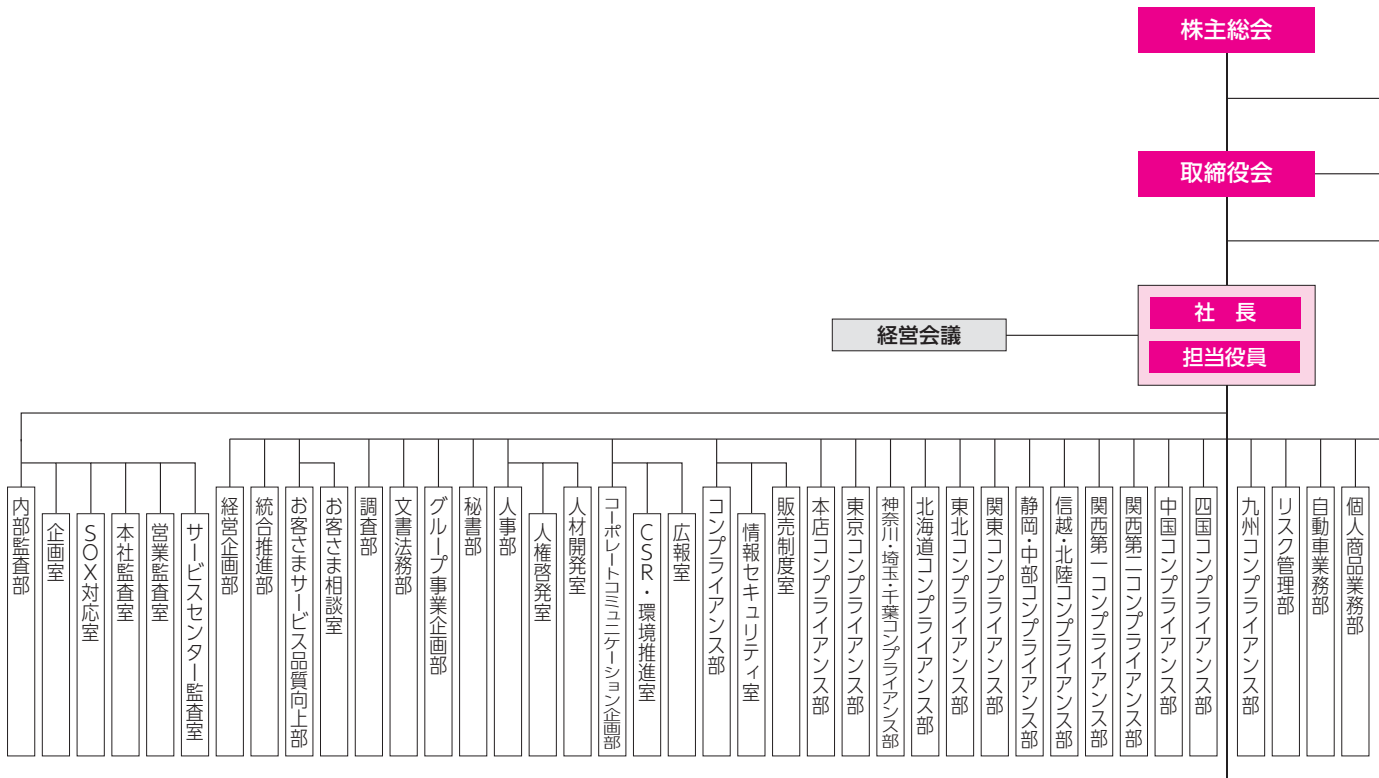 株主総会
取締役会
社 長
担当役員
経営会議
内部監査部
企画室
SOX対応室
本社監査室
営業監査室
サービスセンター監査室
経営企画部
統合推進部
お客さまサービス品質向上部
お客さま相談室
調査部
文書法務部
グループ事業企画部
秘書部
人事部
人権啓発室
人材開発室
コーポレートコミュニケーション企画部
CSR・環境推進室
広報室
コンプライアンス部
情報セキュリティ室
販売制度室
本店コンプライアンス部
東京コンプライアンス部
神奈川・埼玉・千葉コンプライアンス部
北海道コンプライアンス部
東北コンプライアンス部
関東コンプライアンス部
静岡・中部コンプライアンス部
信越・北陸コンプライアンス部
関西第一コンプライアンス部
関西第二コンプライアンス部
中国コンプライアンス部
四国コンプライアンス部
九州コンプライアンス部
リスク管理部
自動車業務部
個人商品業務部